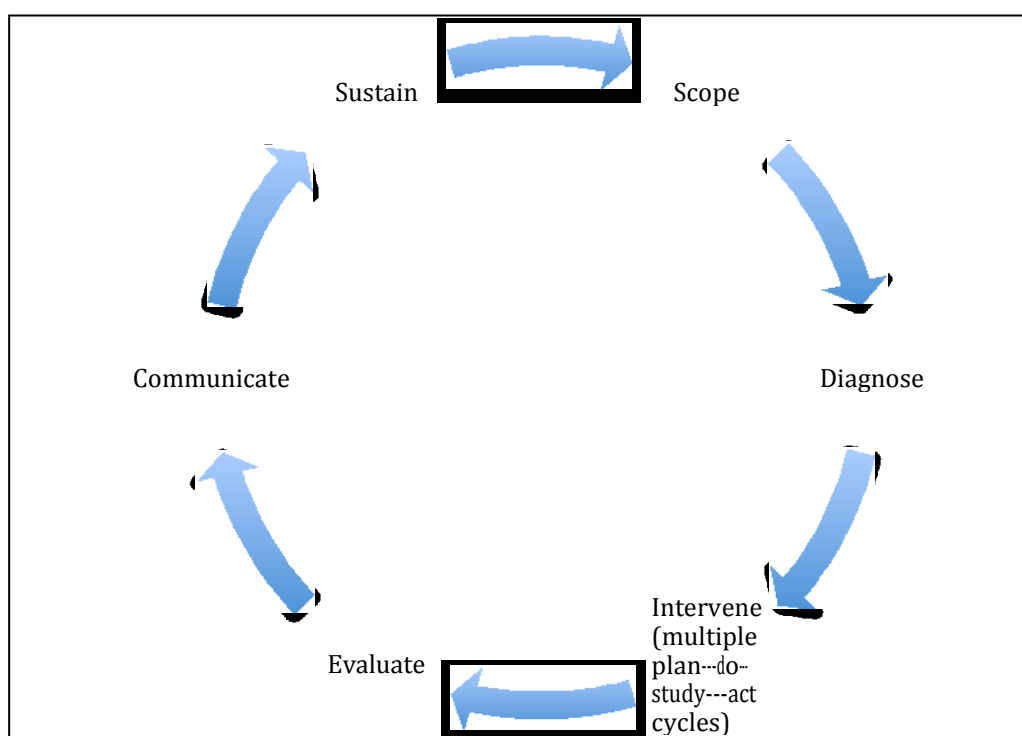 Sustain
Scope
Communicate
Diagnose
Intervene
(multiple
plan---do--
study---act
cycles)
Evaluate